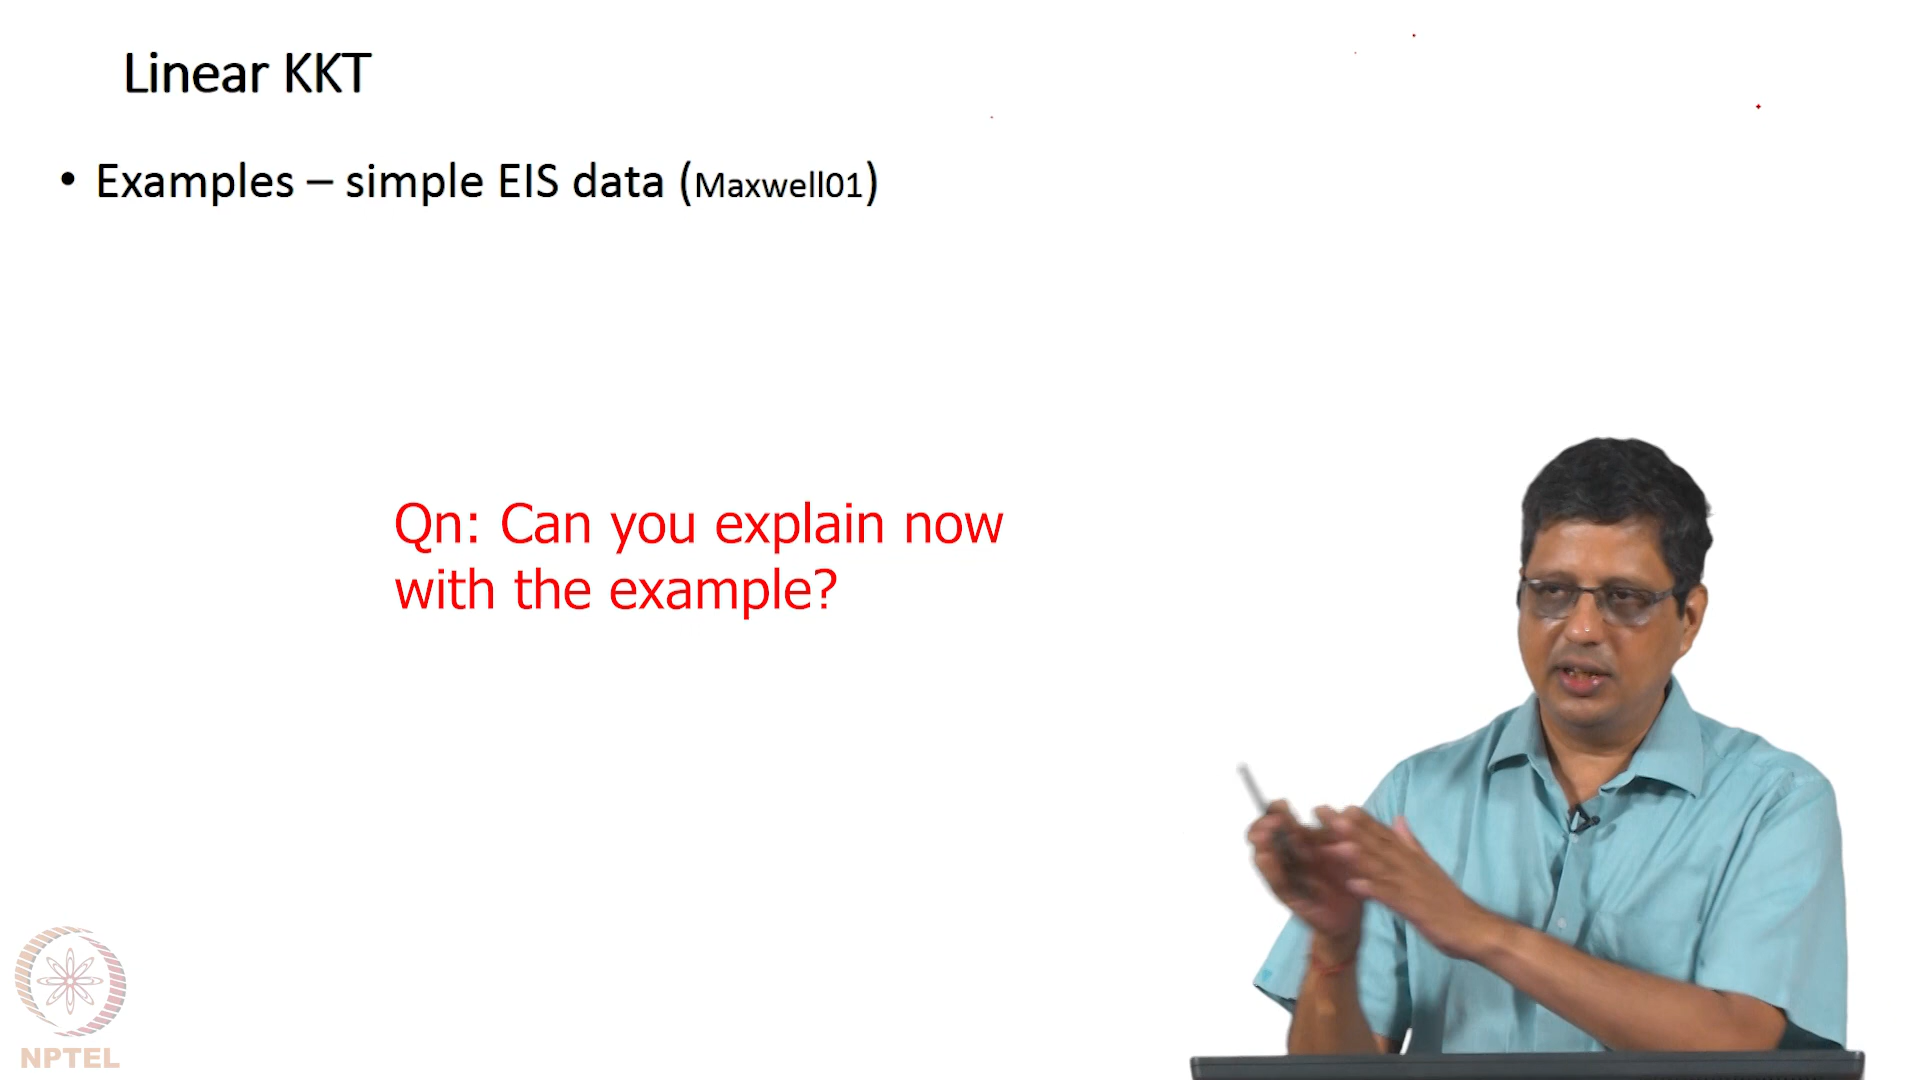 Linear KKT
• Examples – simple EIS data (Maxwell01)
Qn: Can you explain now
with the example?
NPTEL